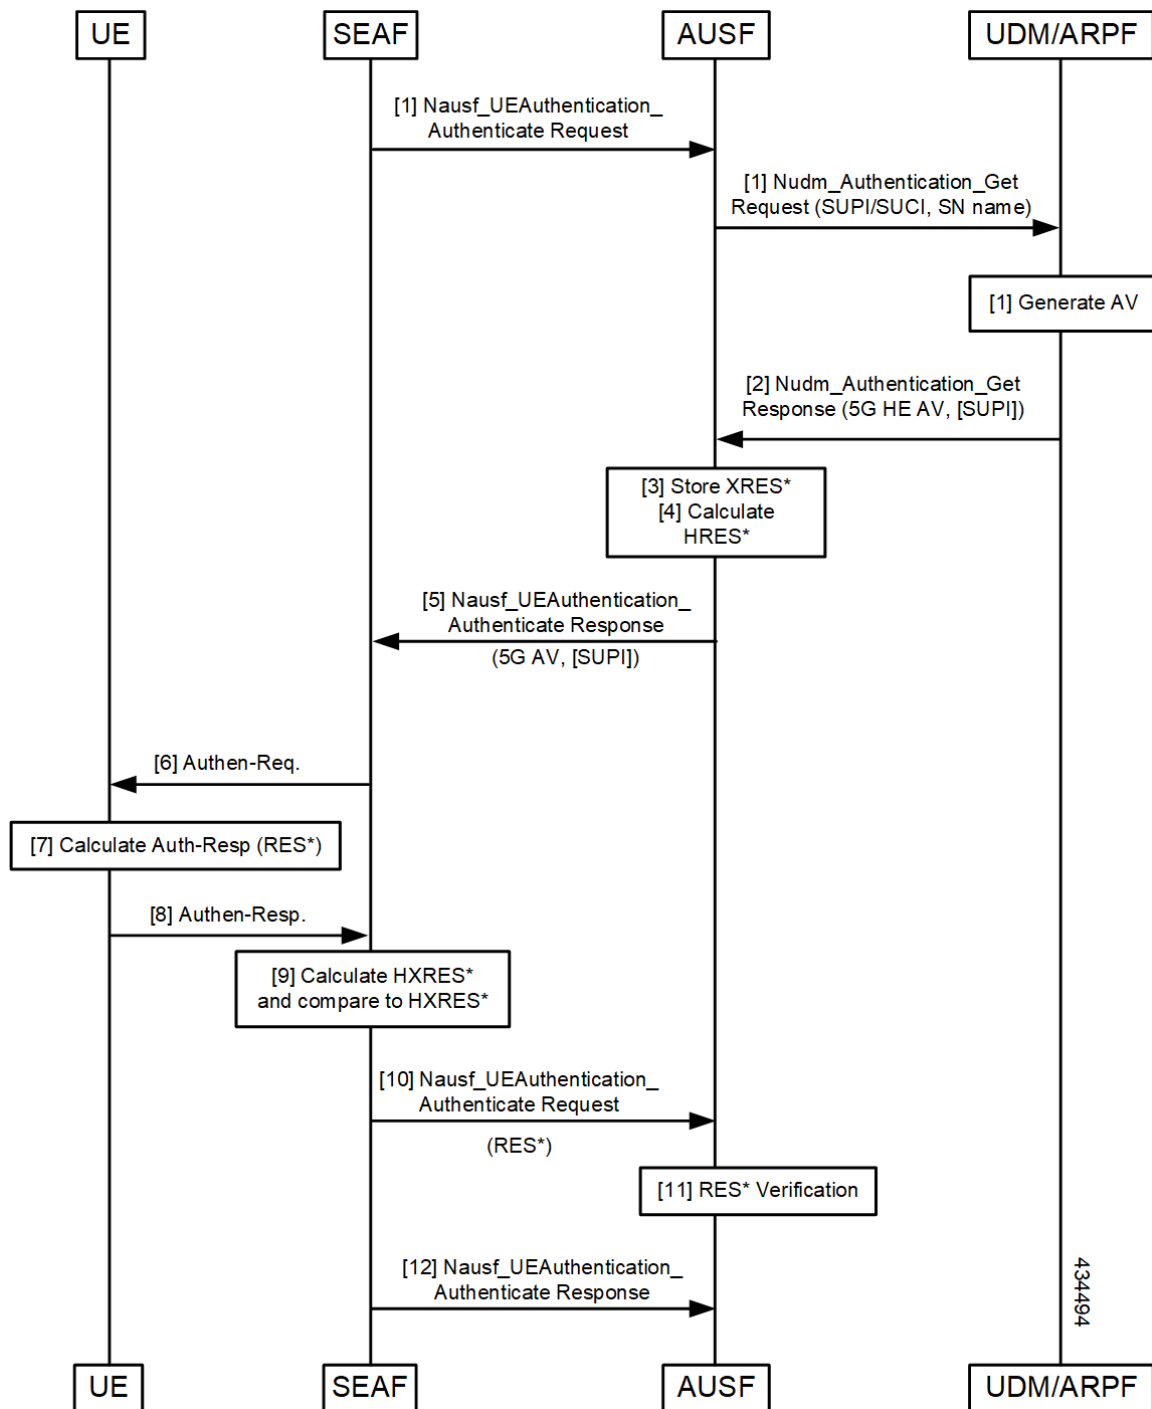 UE
SEAF
AUSF
UDM/ARPF
[1] Nausf_UEAuthentication_
Authenticate Request
[1] Nudm_Authentication_Get
Request (SUPI/SUCI, SN name)
[1] Generate AV
[2] Nudm_Authentication_Get
Response (5G HE AV, [SUPI])
[3] Store XRES*
[4] Calculate
HRES*
[5] Nausf_UEAuthentication_
Authenticate Response
(5G AV, [SUPI])
[6] Authen-Req.
[7] Calculate Auth-Resp (RES*)
[8] Authen-Resp.
[9] Calculate HXRES*
and compare to HXRES*
[10] Nausf_UEAuthentication_
Authenticate Request
(RES*)
[11] RES* Verification
[12] Nausf_UEAuthentication_
Authenticate Response
434494
UE
SEAF
AUSF
UDM/ARPF